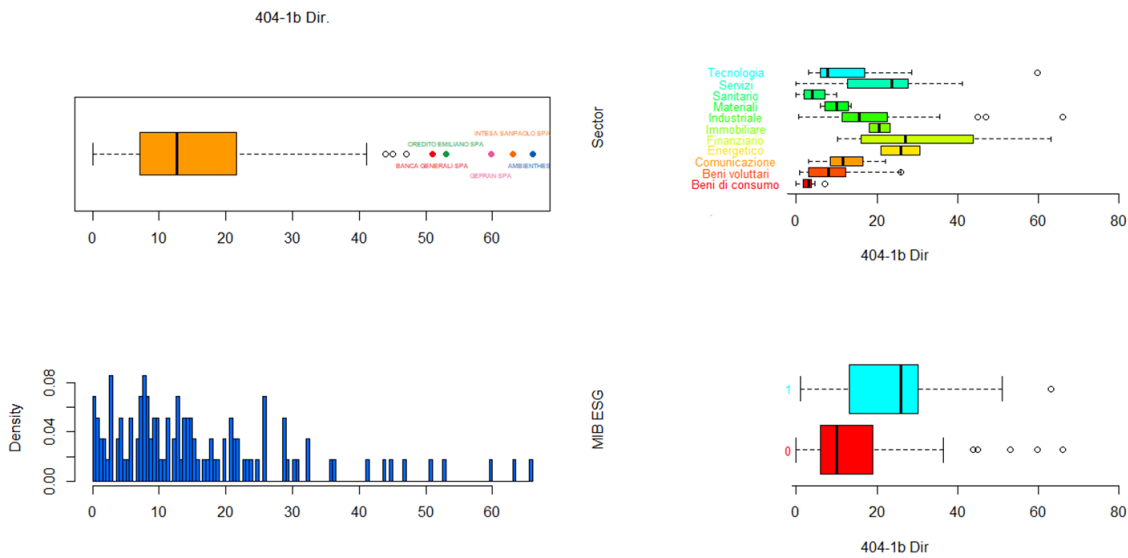 404-1b Dir.
INTESA SANPAOLO SPA
CREDITO EMILIANO SPA
BANCA GENERALI SPA
AMBIENTHES
GEFRAN SPA
0 10 20 30 40 50 60
Sector
Tecnologia
Servizi
Sanitario
Materiali
Industriale
Immobiliare
Finanziario
Energetico
Comunicazione
Beni voluttari
Beni di consumo
0 20 40 60 80
404-1b Dir
Density
0.00 0.04 0.08
0 10 20 30 40 50 60
MIB ESG
1
0
0 20 40 60 80
404-1b Dir